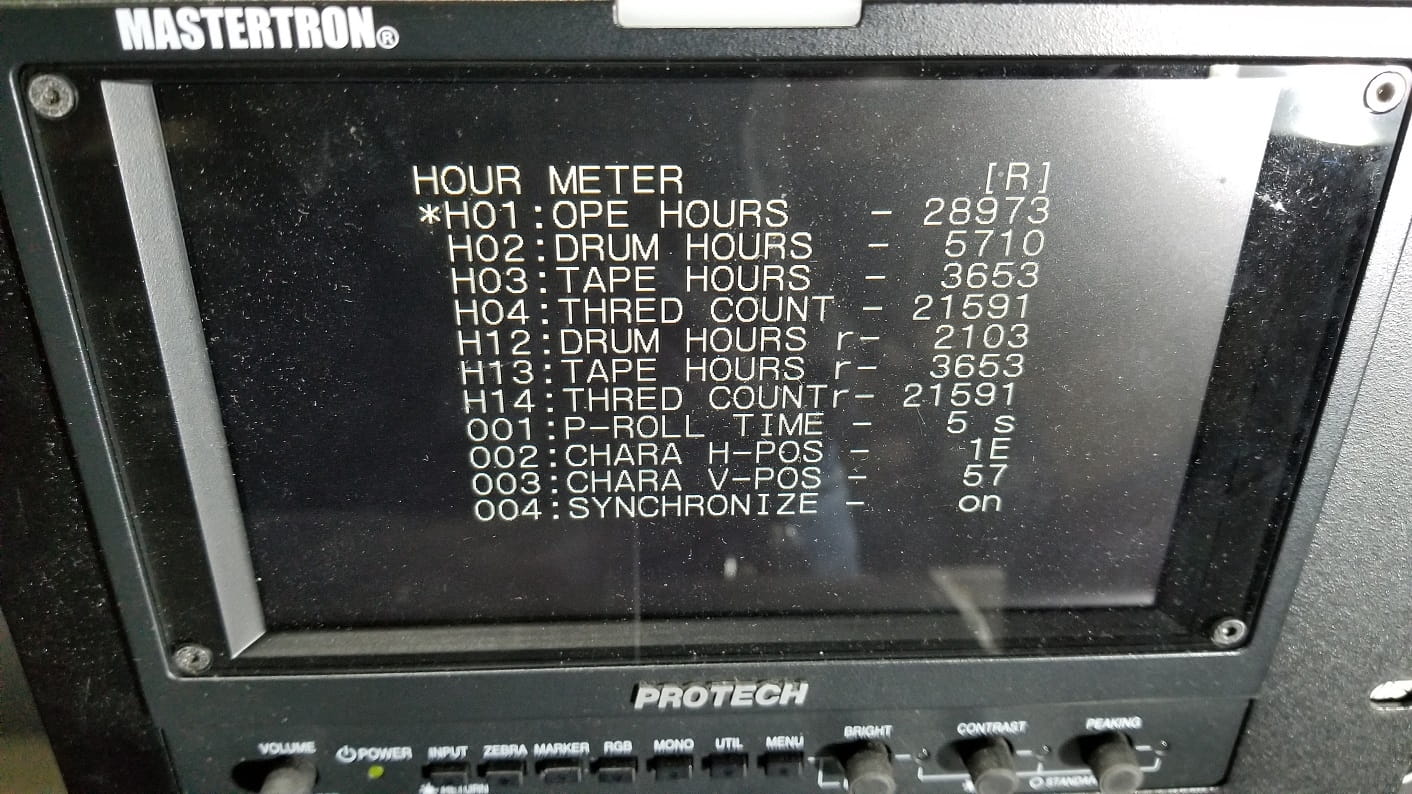 MASTERTRON®
HOUR METER [R]
*H01:OPE HOURS - 28973
H02:DRUM HOURS - 5710
H03:TAPE HOURS - 3653
H04:THRED COUNT - 21591
H12:DRUM HOURS r- 2103
H13:TAPE HOURS r- 3653
H14:THRED COUNTr- 21591
001:P-ROLL TIME - 5 s
002:CHARA H-POS - 1E
003:CHARA V-POS - 57
004:SYNCHRONIZE - on
PROTECH
VOLUME POWER INPUT ZEBRA MARKER RGB MONO UTIL MENU BRIGHT CONTRAST PEAKING
RETURN